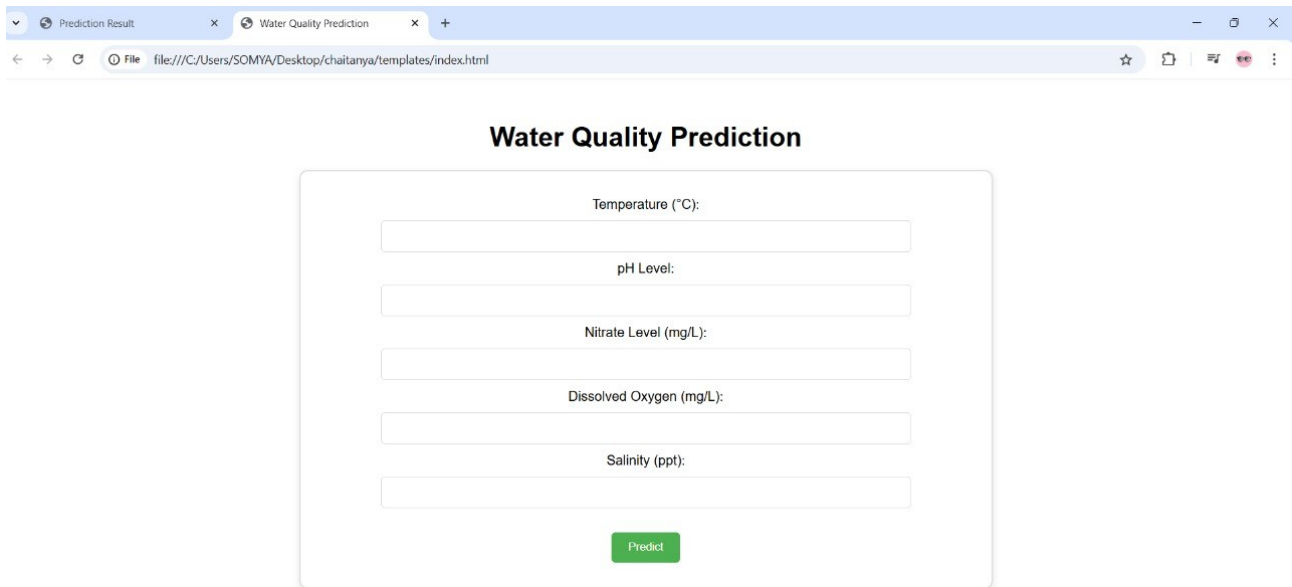 Prediction Result
Water Quality Prediction
File
file:///C:/Users/SOMYA/Desktop/chaitanya/templates/index.html
Water Quality Prediction
Temperature (°C):
pH Level:
Nitrate Level (mg/L):
Dissolved Oxygen (mg/L):
Salinity (ppt):
Predict